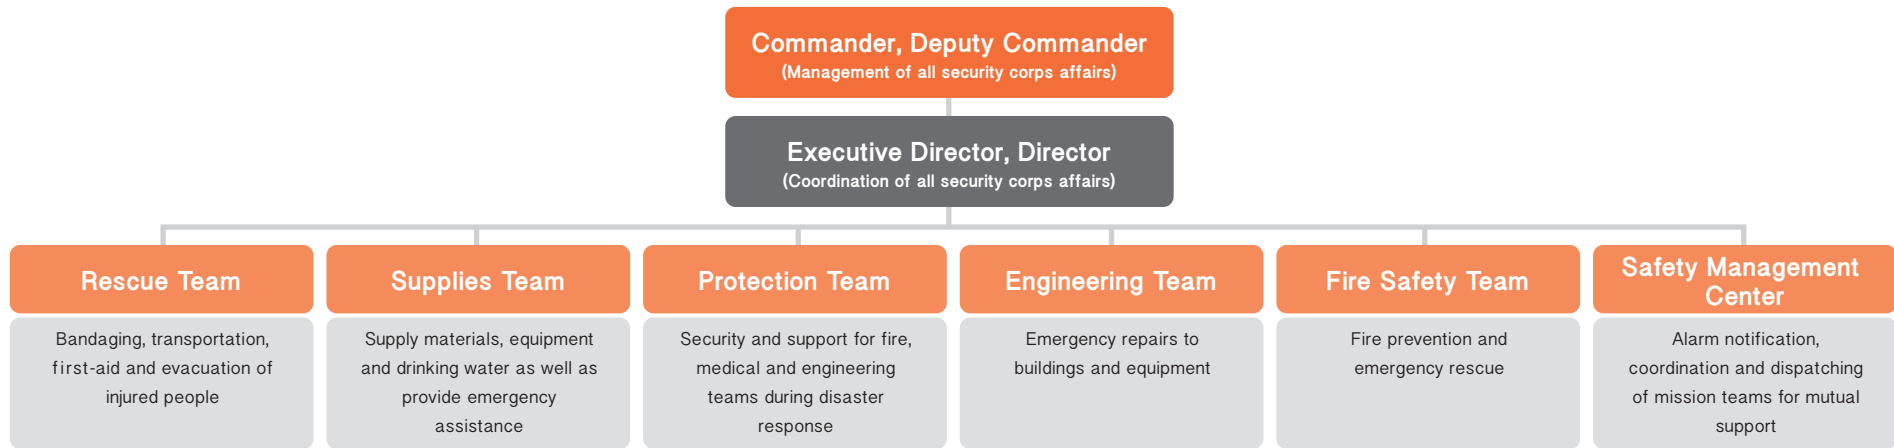 Commander, Deputy Commander
(Management of all security corps affairs)
Executive Director, Director
(Coordination of all security corps affairs)
Rescue Team
Bandaging, transportation,
first-aid and evacuation of
injured people
Supplies Team
Supply materials, equipment
and drinking water as well as
provide emergency
assistance
Protection Team
Security and support for fire,
medical and engineering
teams during disaster
response
Engineering Team
Emergency repairs to
buildings and equipment
Fire Safety Team
Fire prevention and
emergency rescue
Safety Management
Center
Alarm notification,
coordination and dispatching
of mission teams for mutual
support